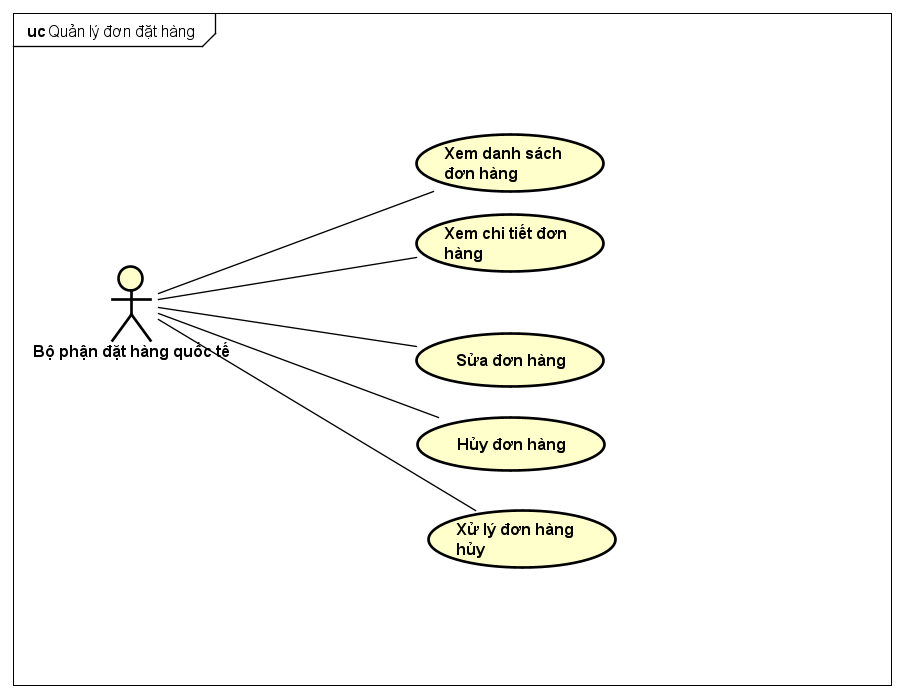 uc Quản lý đơn đặt hàng
Xem danh sách
đơn hàng
Xem chi tiết đơn
hàng
Bộ phận đặt hàng quốc tế
Sửa đơn hàng
Hủy đơn hàng
Xử lý đơn hàng
hủy